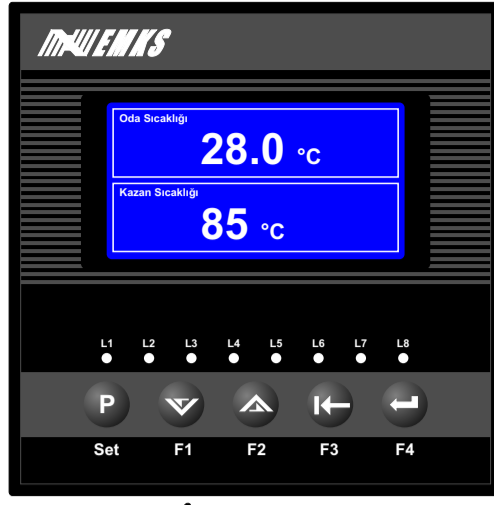 EMKS
Oda Sıcaklığı
28.0 °C
Kazan Sıcaklığı
85 °C
L1 L2 L3 L4 L5 L6 L7 L8
P
Set F1 F2 F3 F4